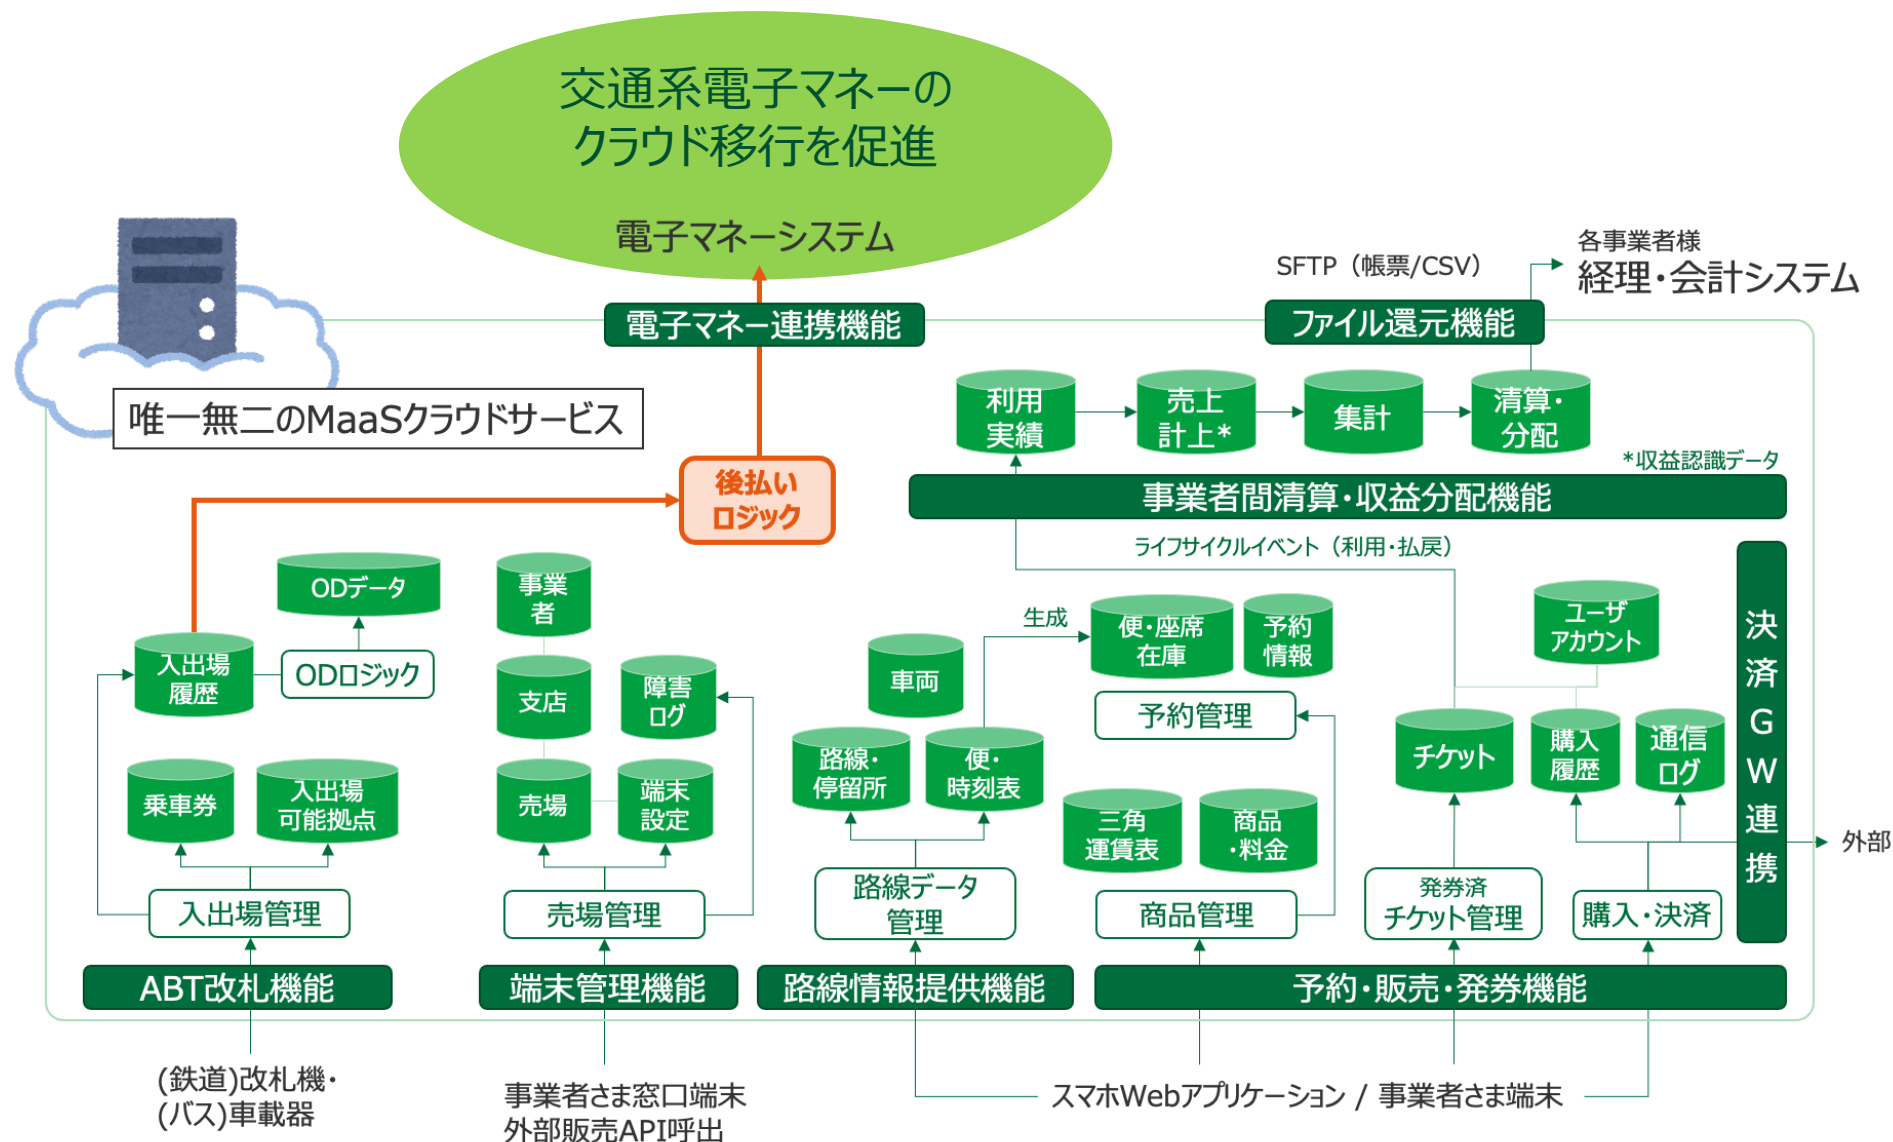 交通系電子マネーの
クラウド移行を促進
電子マネーシステム
各事業者様
経理・会計システム
SFTP（帳票/CSV）
電子マネー連携機能
ファイル還元機能
唯一無二のMaaSクラウドサービス
利用
実績
売上
計上*
集計
清算・
分配
*収益認識データ
事業者間清算・収益分配機能
後払い
ロジック
ライフサイクルイベント（利用・払戻）
ODデータ
ODロジック
入出場
履歴
乗車券
入出場
可能拠点
入出場管理
ABT改札機能
(鉄道)改札機・
(バス)車載器
事業
者
支店
障害
ログ
売場
端末
設定
売場管理
端末管理機能
事業者さま窓口端末
外部販売API呼出
車両
路線・
停留所
便・
時刻表
路線データ
管理
路線情報提供機能
生成
便・座席
在庫
予約
情報
予約管理
三角
運賃表
商品
・料金
商品管理
ユーザ
アカウント
チケット
購入
履歴
通信
ログ
発券済
チケット管理
購入・決済
予約・販売・発券機能
決
済
G
W
連
携
外部
スマホWebアプリケーション / 事業者さま端末